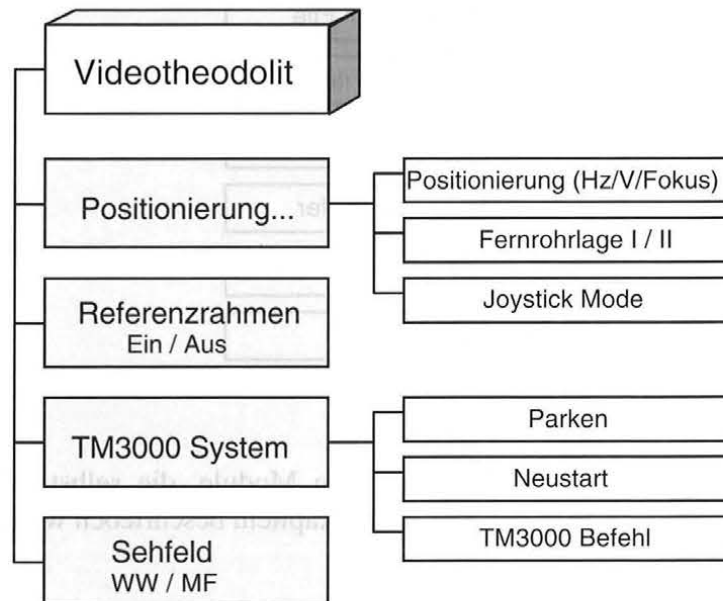 Videotheodolit
Positionierung...
Positionierung (Hz/V/Fokus)
Fernrohrlage I / II
Joystick Mode
Referenzrahmen
Ein / Aus
TM3000 System
Parken
Neustart
TM3000 Befehl
Sehfeld
WW / MF